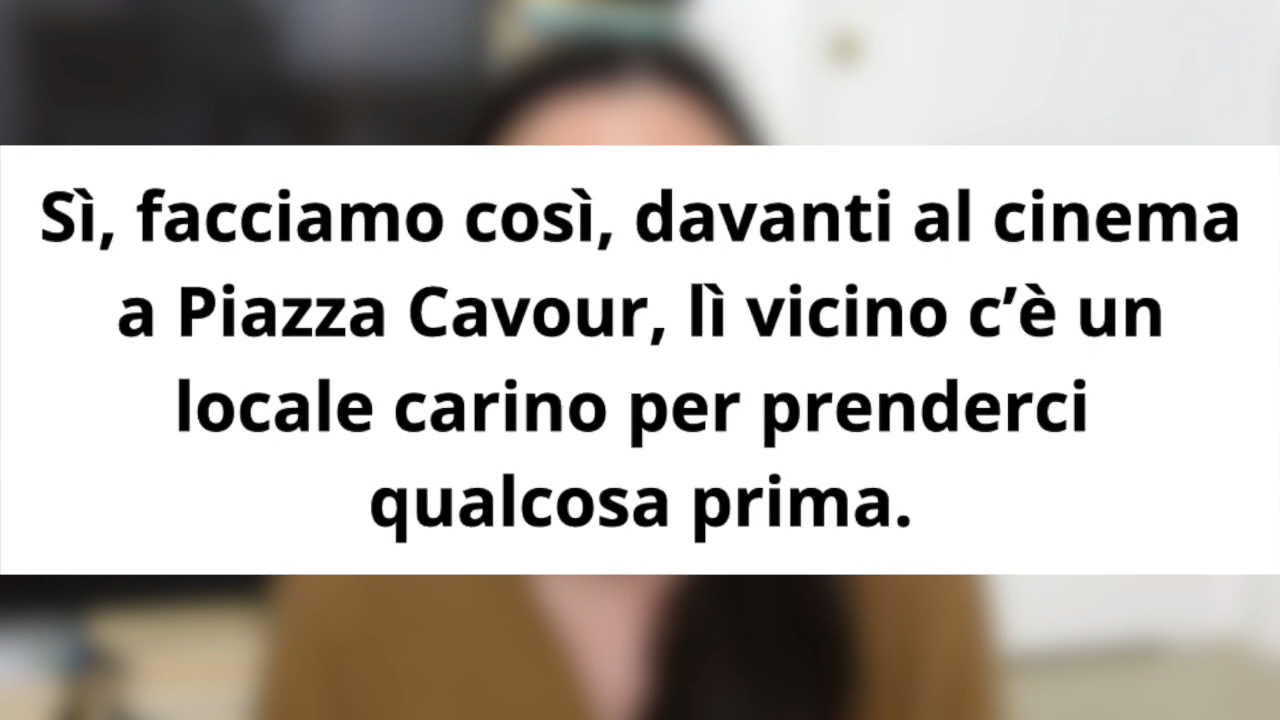 Sì, facciamo così, davanti al cinema
a Piazza Cavour, lì vicino c’è un
locale carino per prenderci
qualcosa prima.